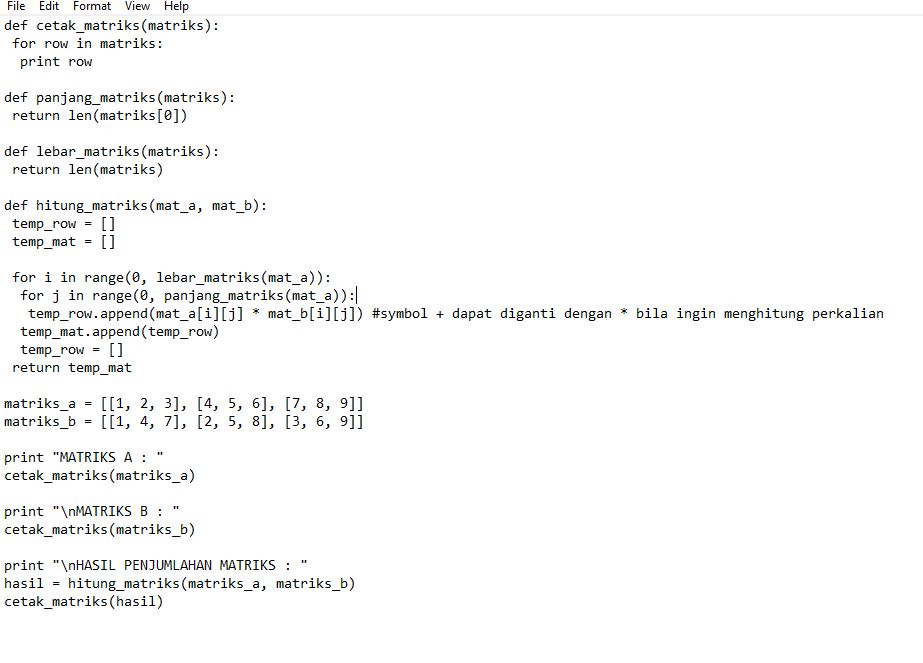 File Edit Format View Help
def cetak_matriks(matriks):
 for row in matriks:
  print row
def panjang_matriks(matriks):
 return len(matriks[0])
def lebar_matriks(matriks):
 return len(matriks)
def hitung_matriks(mat_a, mat_b):
 temp_row = []
 temp_mat = []
 for i in range(0, lebar_matriks(mat_a)):
  for j in range(0, panjang_matriks(mat_a)):
   temp_row.append(mat_a[i][j] * mat_b[i][j]) #symbol + dapat diganti dengan * bila ingin menghitung perkalian
  temp_mat.append(temp_row)
  temp_row = []
 return temp_mat
matriks_a = [[1, 2, 3], [4, 5, 6], [7, 8, 9]]
matriks_b = [[1, 4, 7], [2, 5, 8], [3, 6, 9]]
print "MATRIKS A : "
cetak_matriks(matriks_a)
print "\nMATRIKS B : "
cetak_matriks(matriks_b)
print "\nHASIL PENJUMLAHAN MATRIKS : "
hasil = hitung_matriks(matriks_a, matriks_b)
cetak_matriks(hasil)